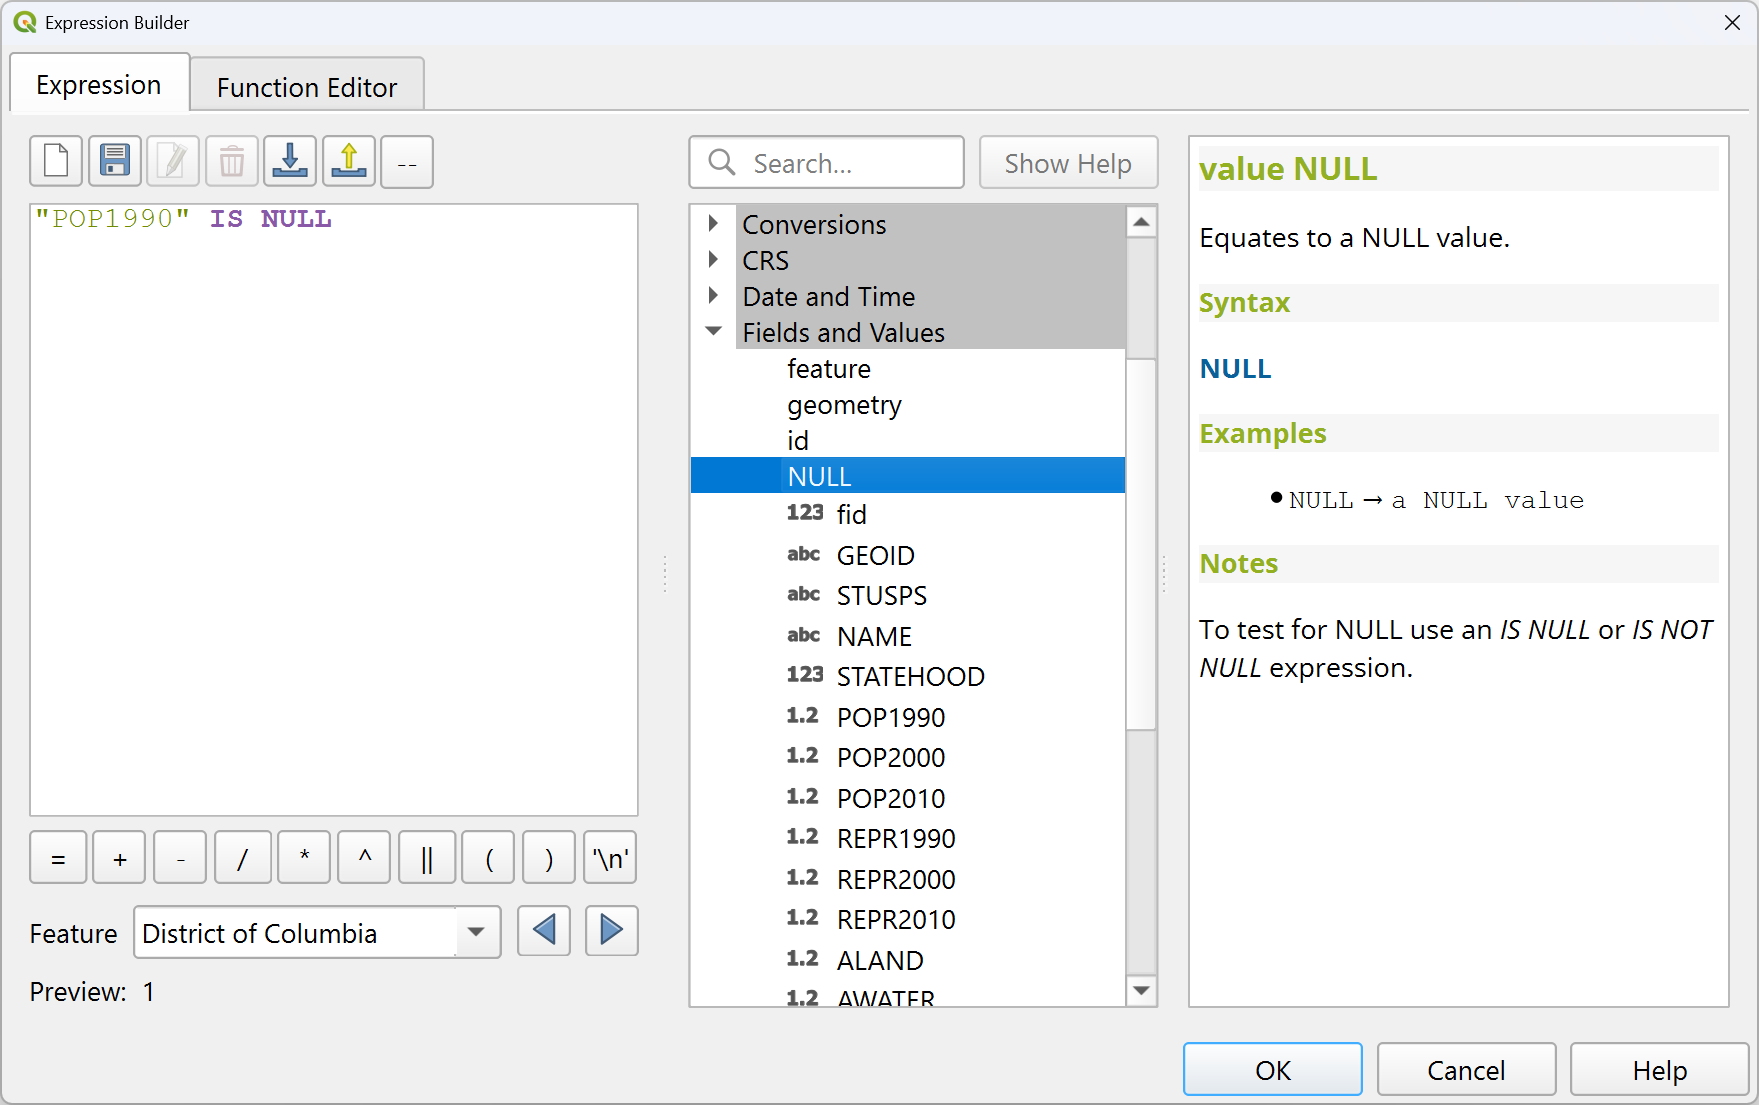 Expression Builder
Expression
Function Editor
--
Search...
Show Help
"POP1990" IS NULL
Conversions
CRS
Date and Time
Fields and Values
feature
geometry
id
NULL
123 fid
abc GEOID
abc STUSPS
abc NAME
123 STATEHOOD
1.2 POP1990
1.2 POP2000
1.2 POP2010
1.2 REPR1990
1.2 REPR2000
1.2 REPR2010
1.2 ALAND
1.2 AWATER
value NULL
Equates to a NULL value.
Syntax
NULL
Examples
● NULL → a NULL value
Notes
To test for NULL use an IS NULL or IS NOT
NULL expression.
= + - / * ^ || ( ) '\n'
Feature District of Columbia
Preview: 1
OK
Cancel
Help